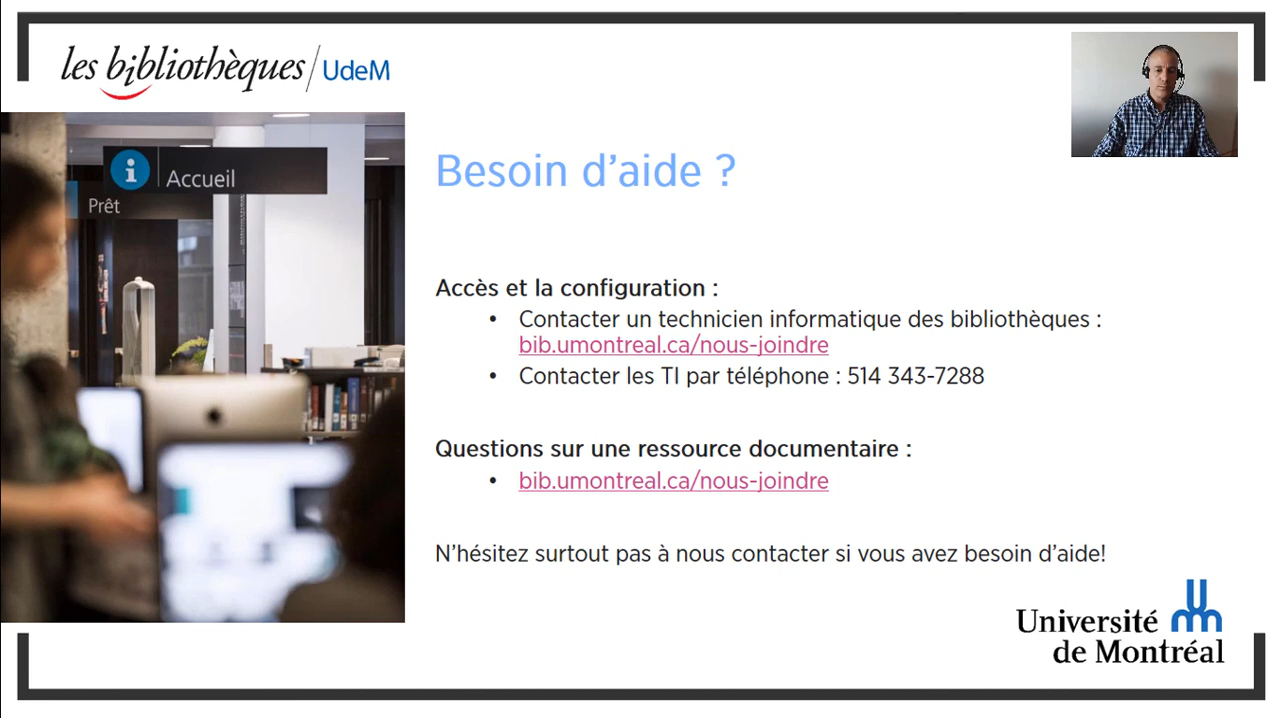 les bibliothèques/UdeM
i Accueil
Prêt
Besoin d’aide ?
Accès et la configuration :
• Contacter un technicien informatique des bibliothèques :
bib.umontreal.ca/nous-joindre
• Contacter les TI par téléphone : 514 343-7288
Questions sur une ressource documentaire :
• bib.umontreal.ca/nous-joindre
N’hésitez surtout pas à nous contacter si vous avez besoin d’aide!
Université
de Montréal